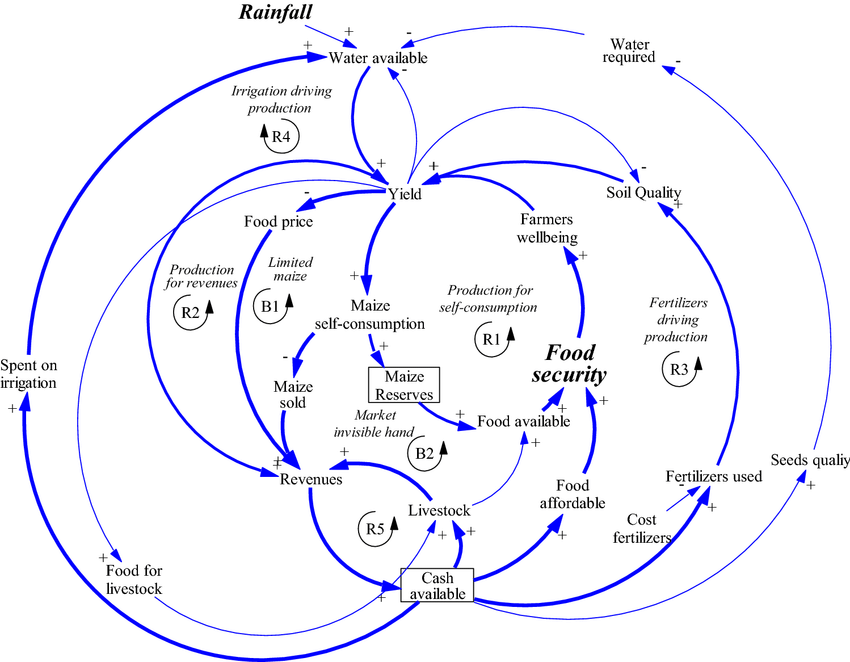 Rainfall
+
+
-
Water available
-
Water
required
-
Irrigation driving
production
R4
+
+
-
Yield
-
Soil Quality
+
Food price
Farmers
wellbeing
+
Production
for revenues
R2
Limited
maize
B1
+
Maize
self-consumption
Production for
self-consumption
R1
Fertilizers
driving
production
R3
-
+
Food
security
Spent on
irrigation
+
Maize
sold
Maize
Reserves
+
+
Market
invisible hand
B2
+
Food available
+
+
+
+
Revenues
Livestock
Food
affordable
Fertilizers used
-
+
Seeds qualiy
+
R5
+
+
+
Cost
fertilizers
+
Food for
livestock
+
Cash
available